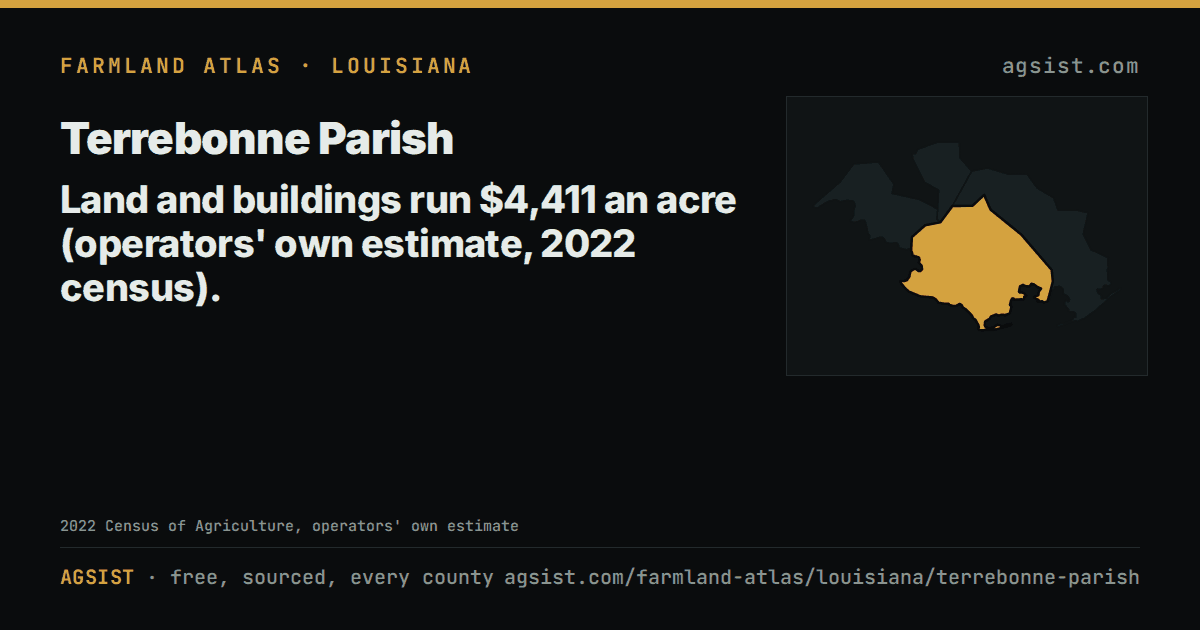 FARMLAND ATLAS · LOUISIANA
agsist.com
Terrebonne Parish
Land and buildings run $4,411 an acre
(operators' own estimate, 2022
census).
2022 Census of Agriculture, operators' own estimate
AGSIST · free, sourced, every county agsist.com/farmland-atlas/louisiana/terrebonne-parish